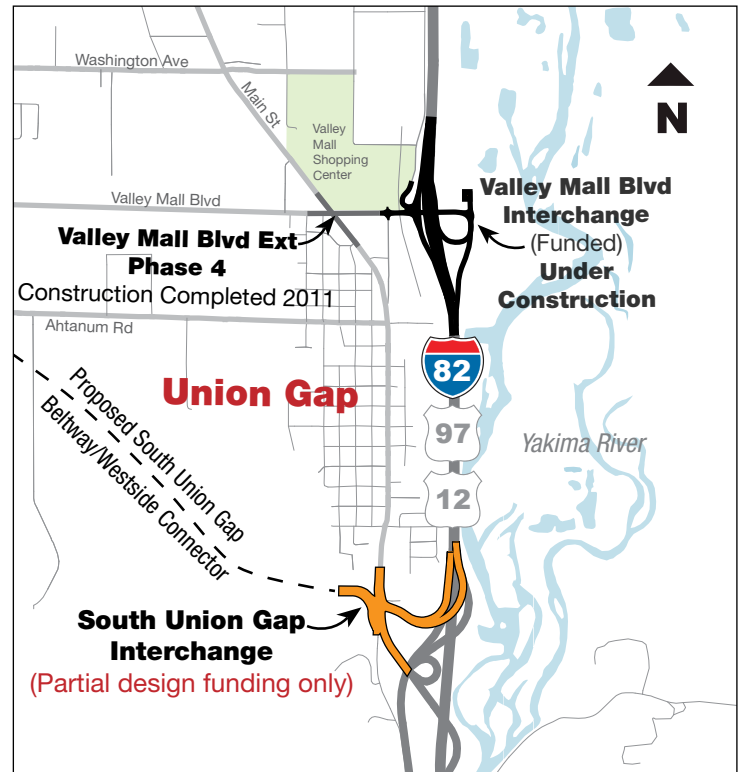 Washington Ave
Main St
N
Valley
Mall
Shopping
Center
Valley Mall Blvd
Valley Mall Blvd
Interchange
(Funded)
Under
Construction
Valley Mall Blvd Ext
Phase 4
Construction Completed 2011
Ahtanum Rd
82
Union Gap
97
Yakima River
12
Proposed South Union Gap
Beltway/Westside Connector
South Union Gap
Interchange
(Partial design funding only)